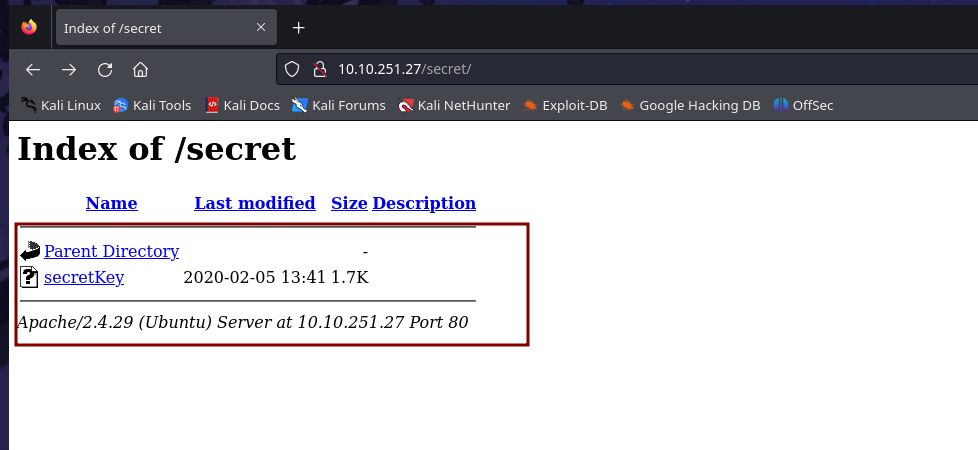 Index of /secret
10.10.251.27/secret/
Kali Linux Kali Tools Kali Docs Kali Forums Kali NetHunter Exploit-DB Google Hacking DB OffSec
Index of /secret
Name Last modified Size Description
Parent Directory -
secretKey 2020-02-05 13:41 1.7K
Apache/2.4.29 (Ubuntu) Server at 10.10.251.27 Port 80